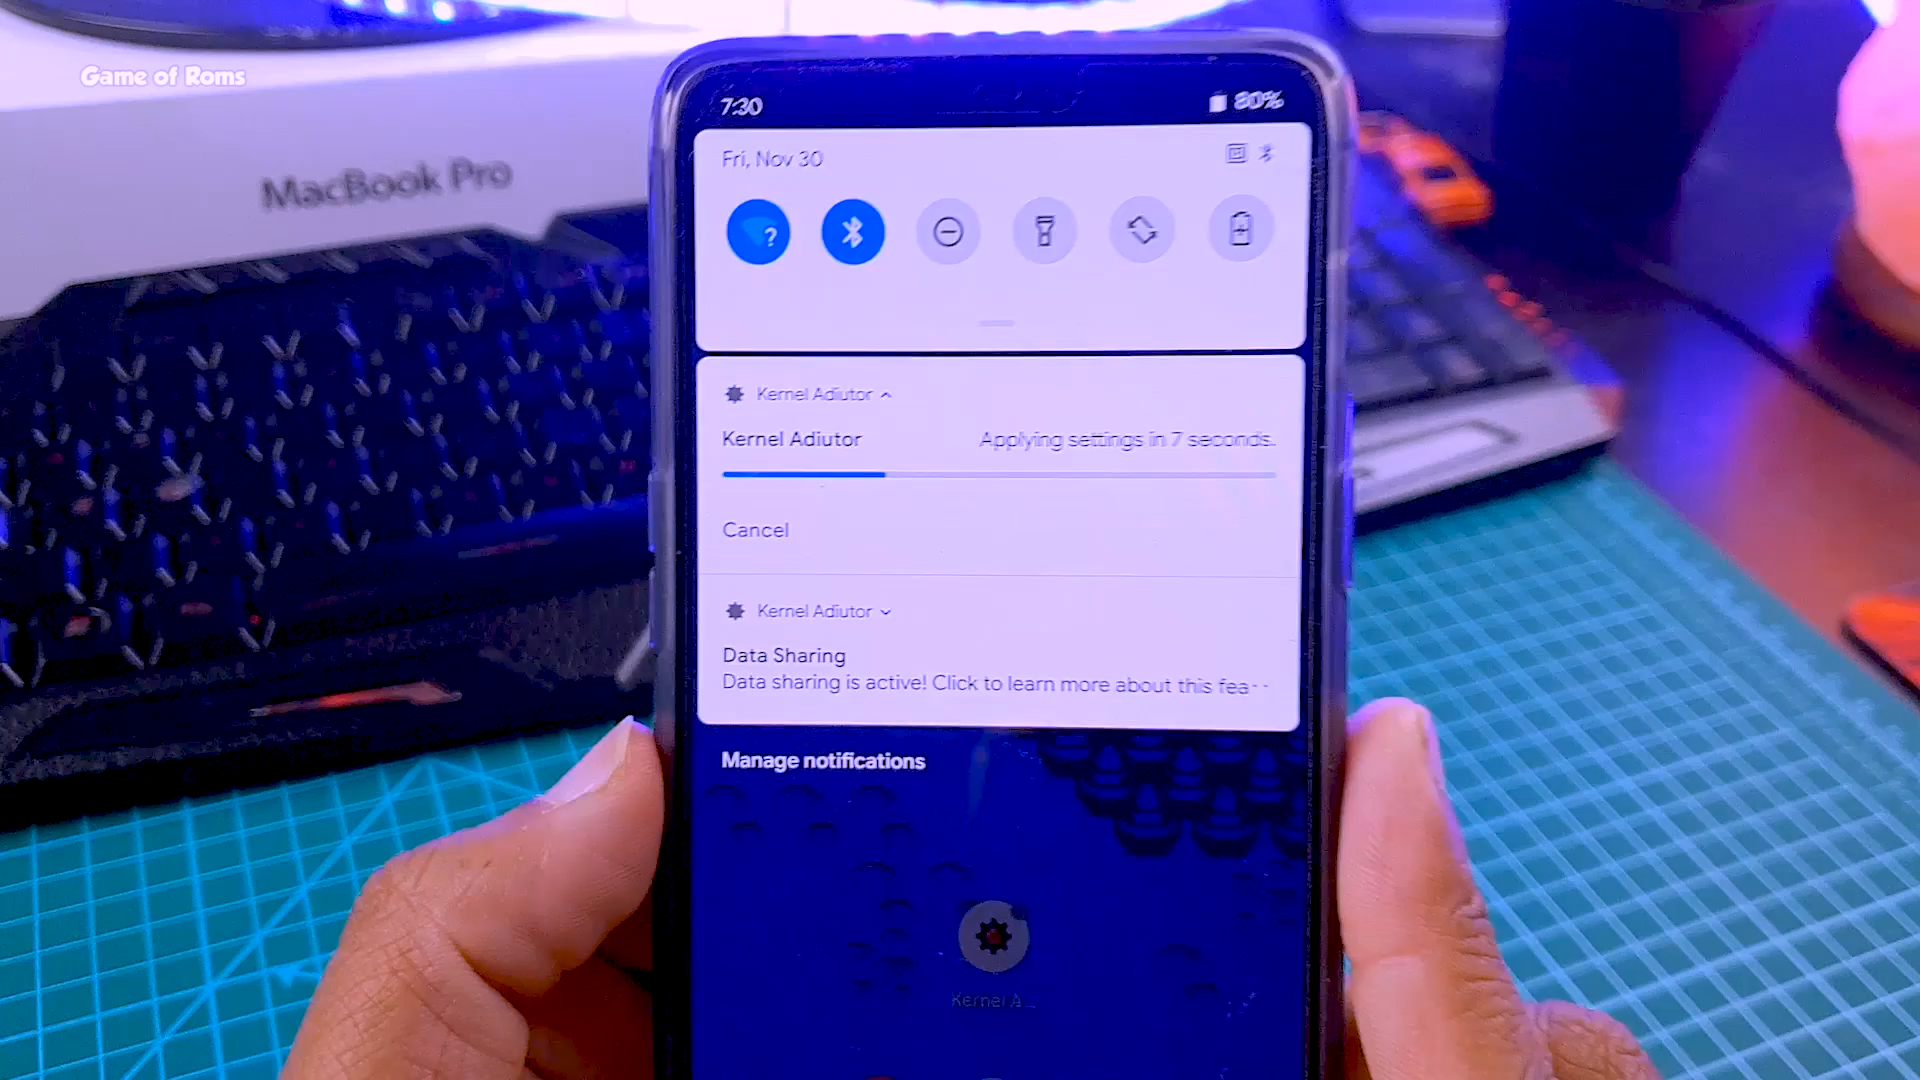 Game of Roms
MacBook Pro
7:30
80%
Fri, Nov 30
?
Kernel Adiutor
Kernel Adiutor
Applying settings in 7 seconds.
Cancel
Kernel Adiutor
Data Sharing
Data sharing is active! Click to learn more about this fea...
Manage notifications
Kernel A...